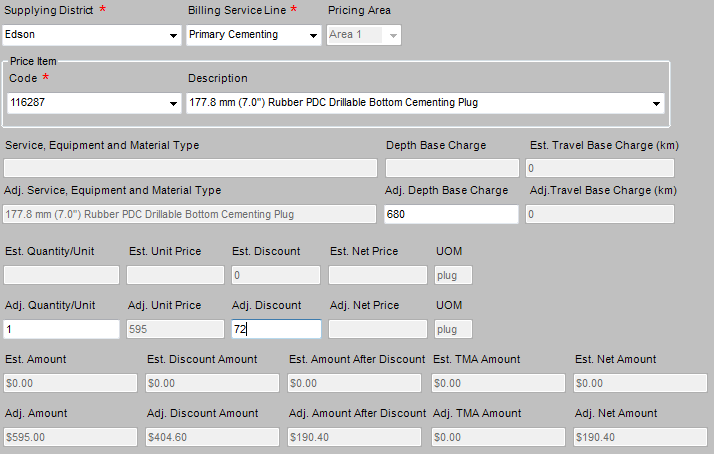 Supplying District * Billing Service Line * Pricing Area
Edson Primary Cementing Area 1
Price Item
Code * Description
116287 177.8 mm (7.0") Rubber PDC Drillable Bottom Cementing Plug
Service, Equipment and Material Type Depth Base Charge Est. Travel Base Charge (km)
0
Adj. Service, Equipment and Material Type Adj. Depth Base Charge Adj.Travel Base Charge (km)
177.8 mm (7.0") Rubber PDC Drillable Bottom Cementing Plug 680 0
Est. Quantity/Unit Est. Unit Price Est. Discount Est. Net Price UOM
0 plug
Adj. Quantity/Unit Adj. Unit Price Adj. Discount Adj. Net Price UOM
1 595 72 plug
Est. Amount Est. Discount Amount Est. Amount After Discount Est. TMA Amount Est. Net Amount
$0.00 $0.00 $0.00 $0.00 $0.00
Adj. Amount Adj. Discount Amount Adj. Amount After Discount Adj. TMA Amount Adj. Net Amount
$595.00 $404.60 $190.40 $0.00 $190.40